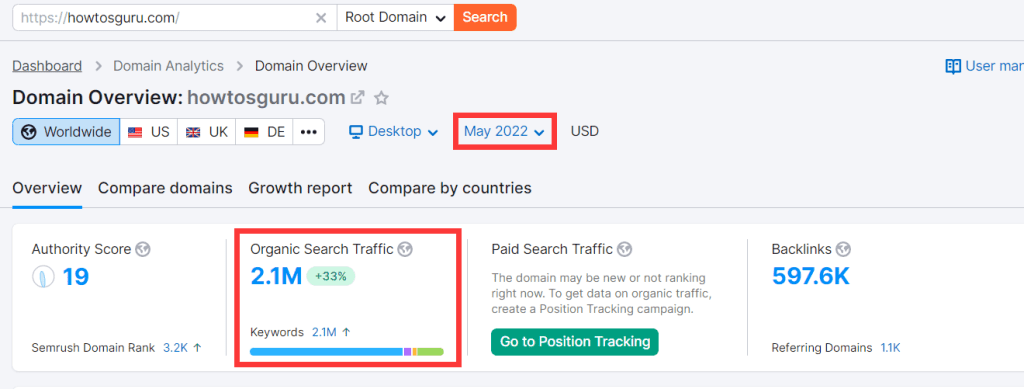 https://howtosguru.com/ × Root Domain Search
Dashboard > Domain Analytics > Domain Overview User mar
Domain Overview: howtosguru.com
Worldwide US UK DE ••• Desktop May 2022 USD
Overview Compare domains Growth report Compare by countries
Authority Score Organic Search Traffic Paid Search Traffic Backlinks
19 2.1M +33% The domain may be new or not ranking 597.6K
right now. To get data on organic traffic,
create a Position Tracking campaign.
Keywords 2.1M ↑ Go to Position Tracking
Semrush Domain Rank 3.2K ↑ Referring Domains 1.1K